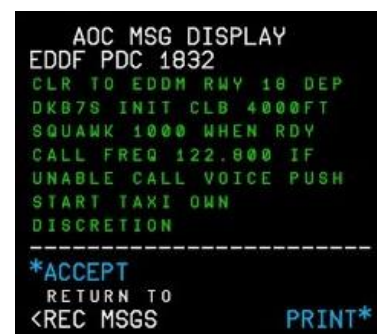 AOC MSG DISPLAY
EDDF PDC 1832
CLR TO EDDM RWY 18 DEP
DKB7S INIT CLB 4000FT
SQUAWK 1000 WHEN RDY
CALL FREQ 122.800 IF
UNABLE CALL VOICE PUSH
START TAXI OWN
DISCRETION
------------------------
*ACCEPT
RETURN TO
<REC MSGS PRINT*